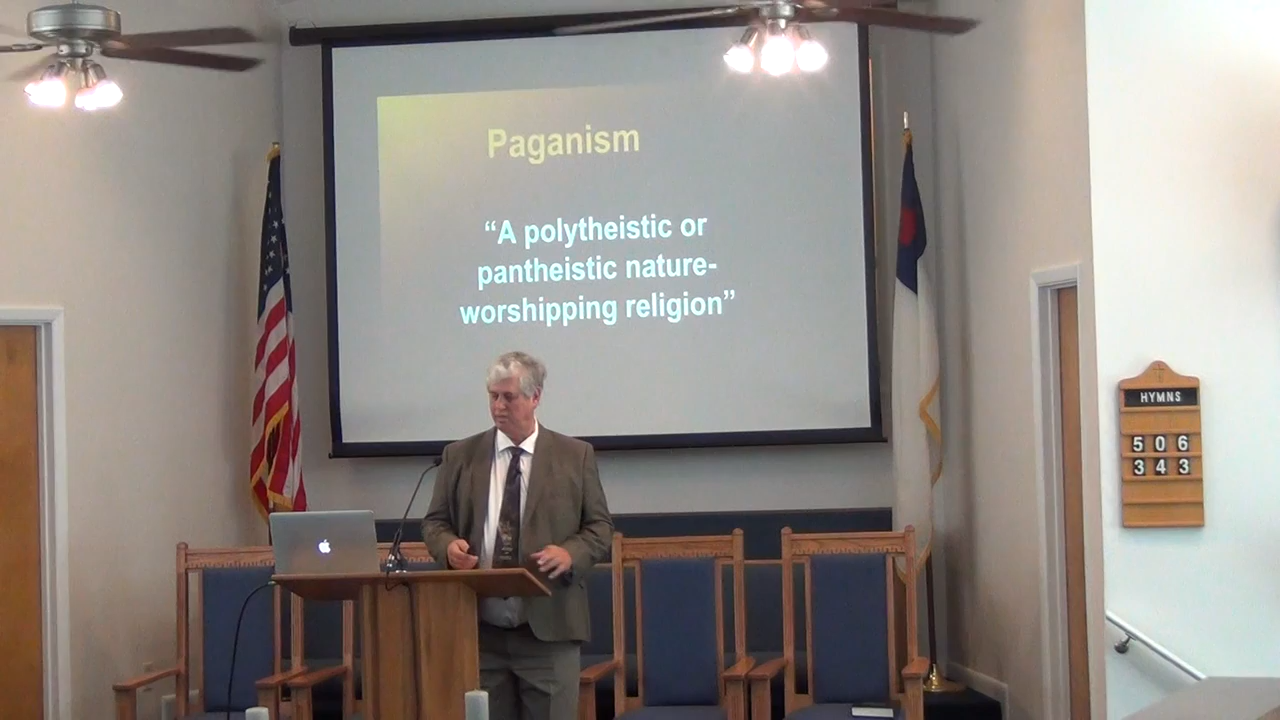 Paganism
“A polytheistic or
pantheistic nature-
worshipping religion”
HYMNS
506
343